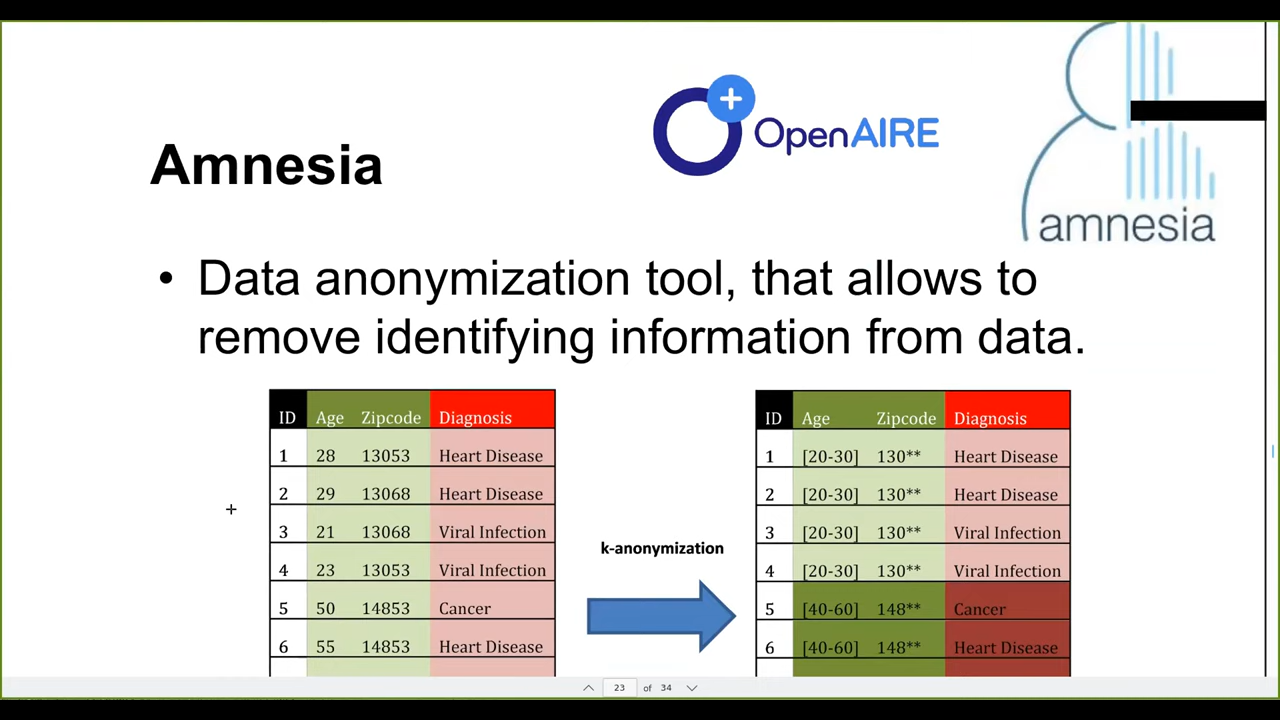 OpenAIRE
amnesia
Amnesia
• Data anonymization tool, that allows to
remove identifying information from data.
ID Age Zipcode Diagnosis
1 28 13053 Heart Disease
2 29 13068 Heart Disease
3 21 13068 Viral Infection
4 23 13053 Viral Infection
5 50 14853 Cancer
6 55 14853 Heart Disease
k-anonymization
ID Age Zipcode Diagnosis
1 [20-30] 130** Heart Disease
2 [20-30] 130** Heart Disease
3 [20-30] 130** Viral Infection
4 [20-30] 130** Viral Infection
5 [40-60] 148** Cancer
6 [40-60] 148** Heart Disease
23 of 34